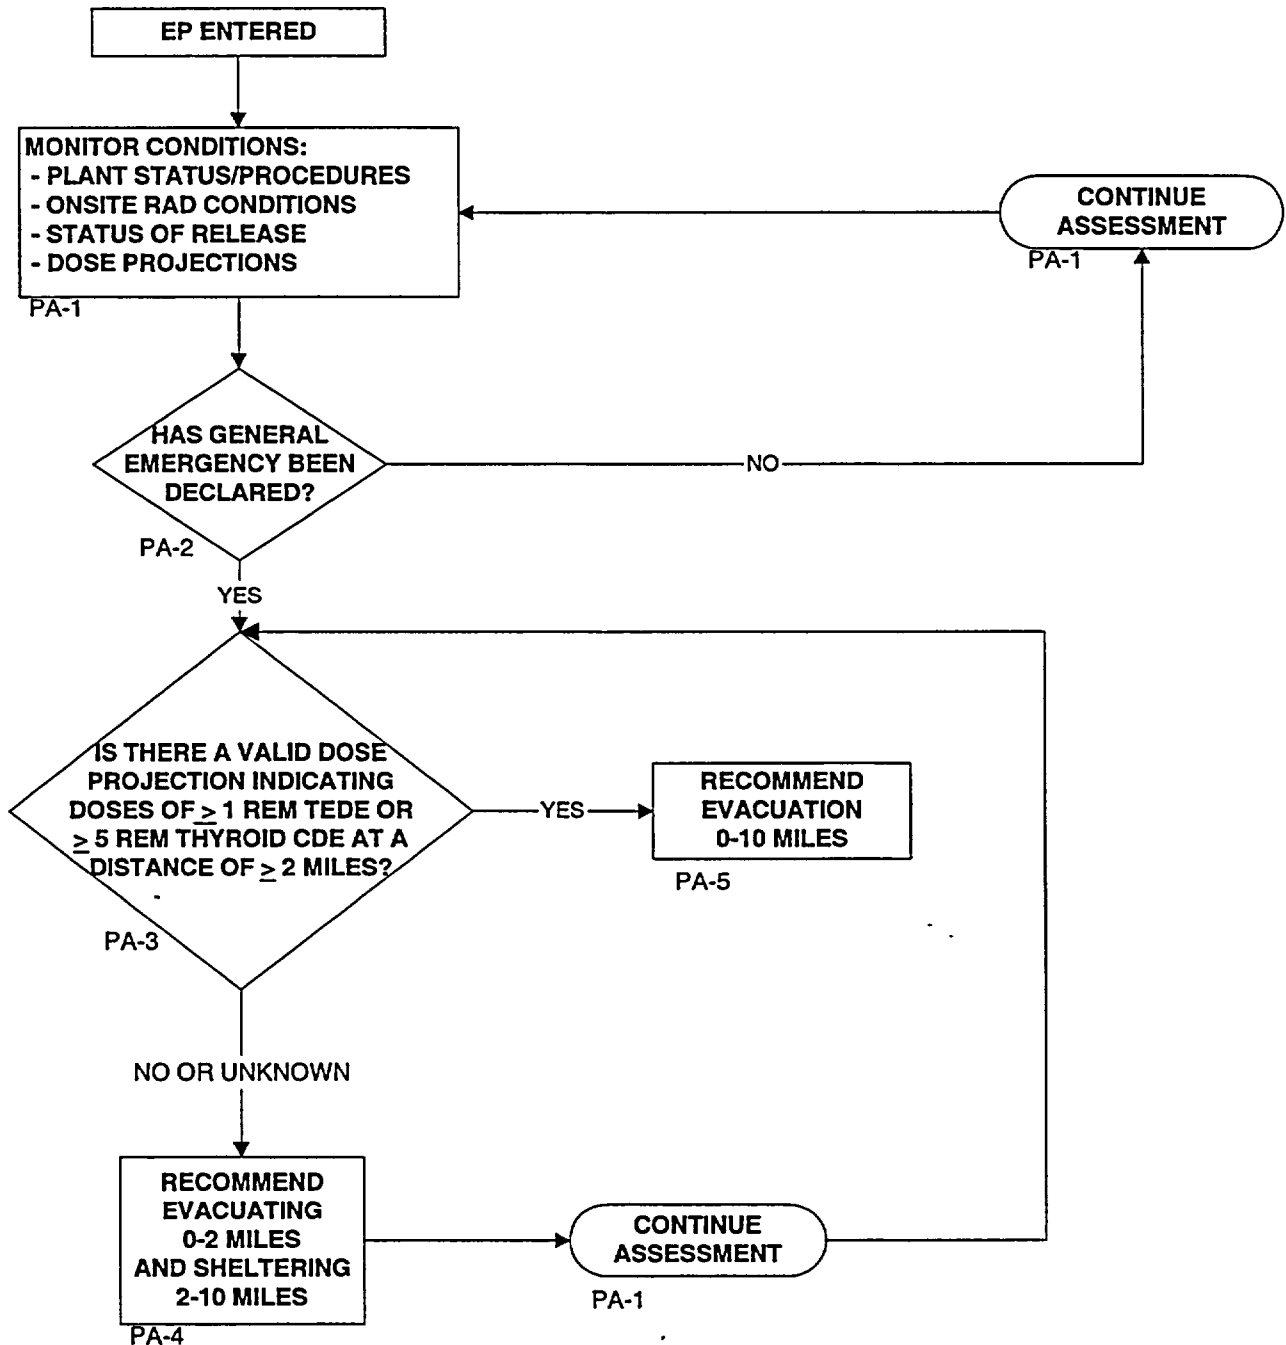 EP ENTERED
MONITOR CONDITIONS:
- PLANT STATUS/PROCEDURES
- ONSITE RAD CONDITIONS
- STATUS OF RELEASE
- DOSE PROJECTIONS
PA-1
CONTINUE
ASSESSMENT
PA-1
HAS GENERAL
EMERGENCY BEEN
DECLARED?
PA-2
NO
YES
IS THERE A VALID DOSE
PROJECTION INDICATING
DOSES OF ≥ 1 REM TEDE OR
≥ 5 REM THYROID CDE AT A
DISTANCE OF ≥ 2 MILES?
PA-3
YES
RECOMMEND
EVACUATION
0-10 MILES
PA-5
NO OR UNKNOWN
RECOMMEND
EVACUATING
0-2 MILES
AND SHELTERING
2-10 MILES
PA-4
CONTINUE
ASSESSMENT
PA-1